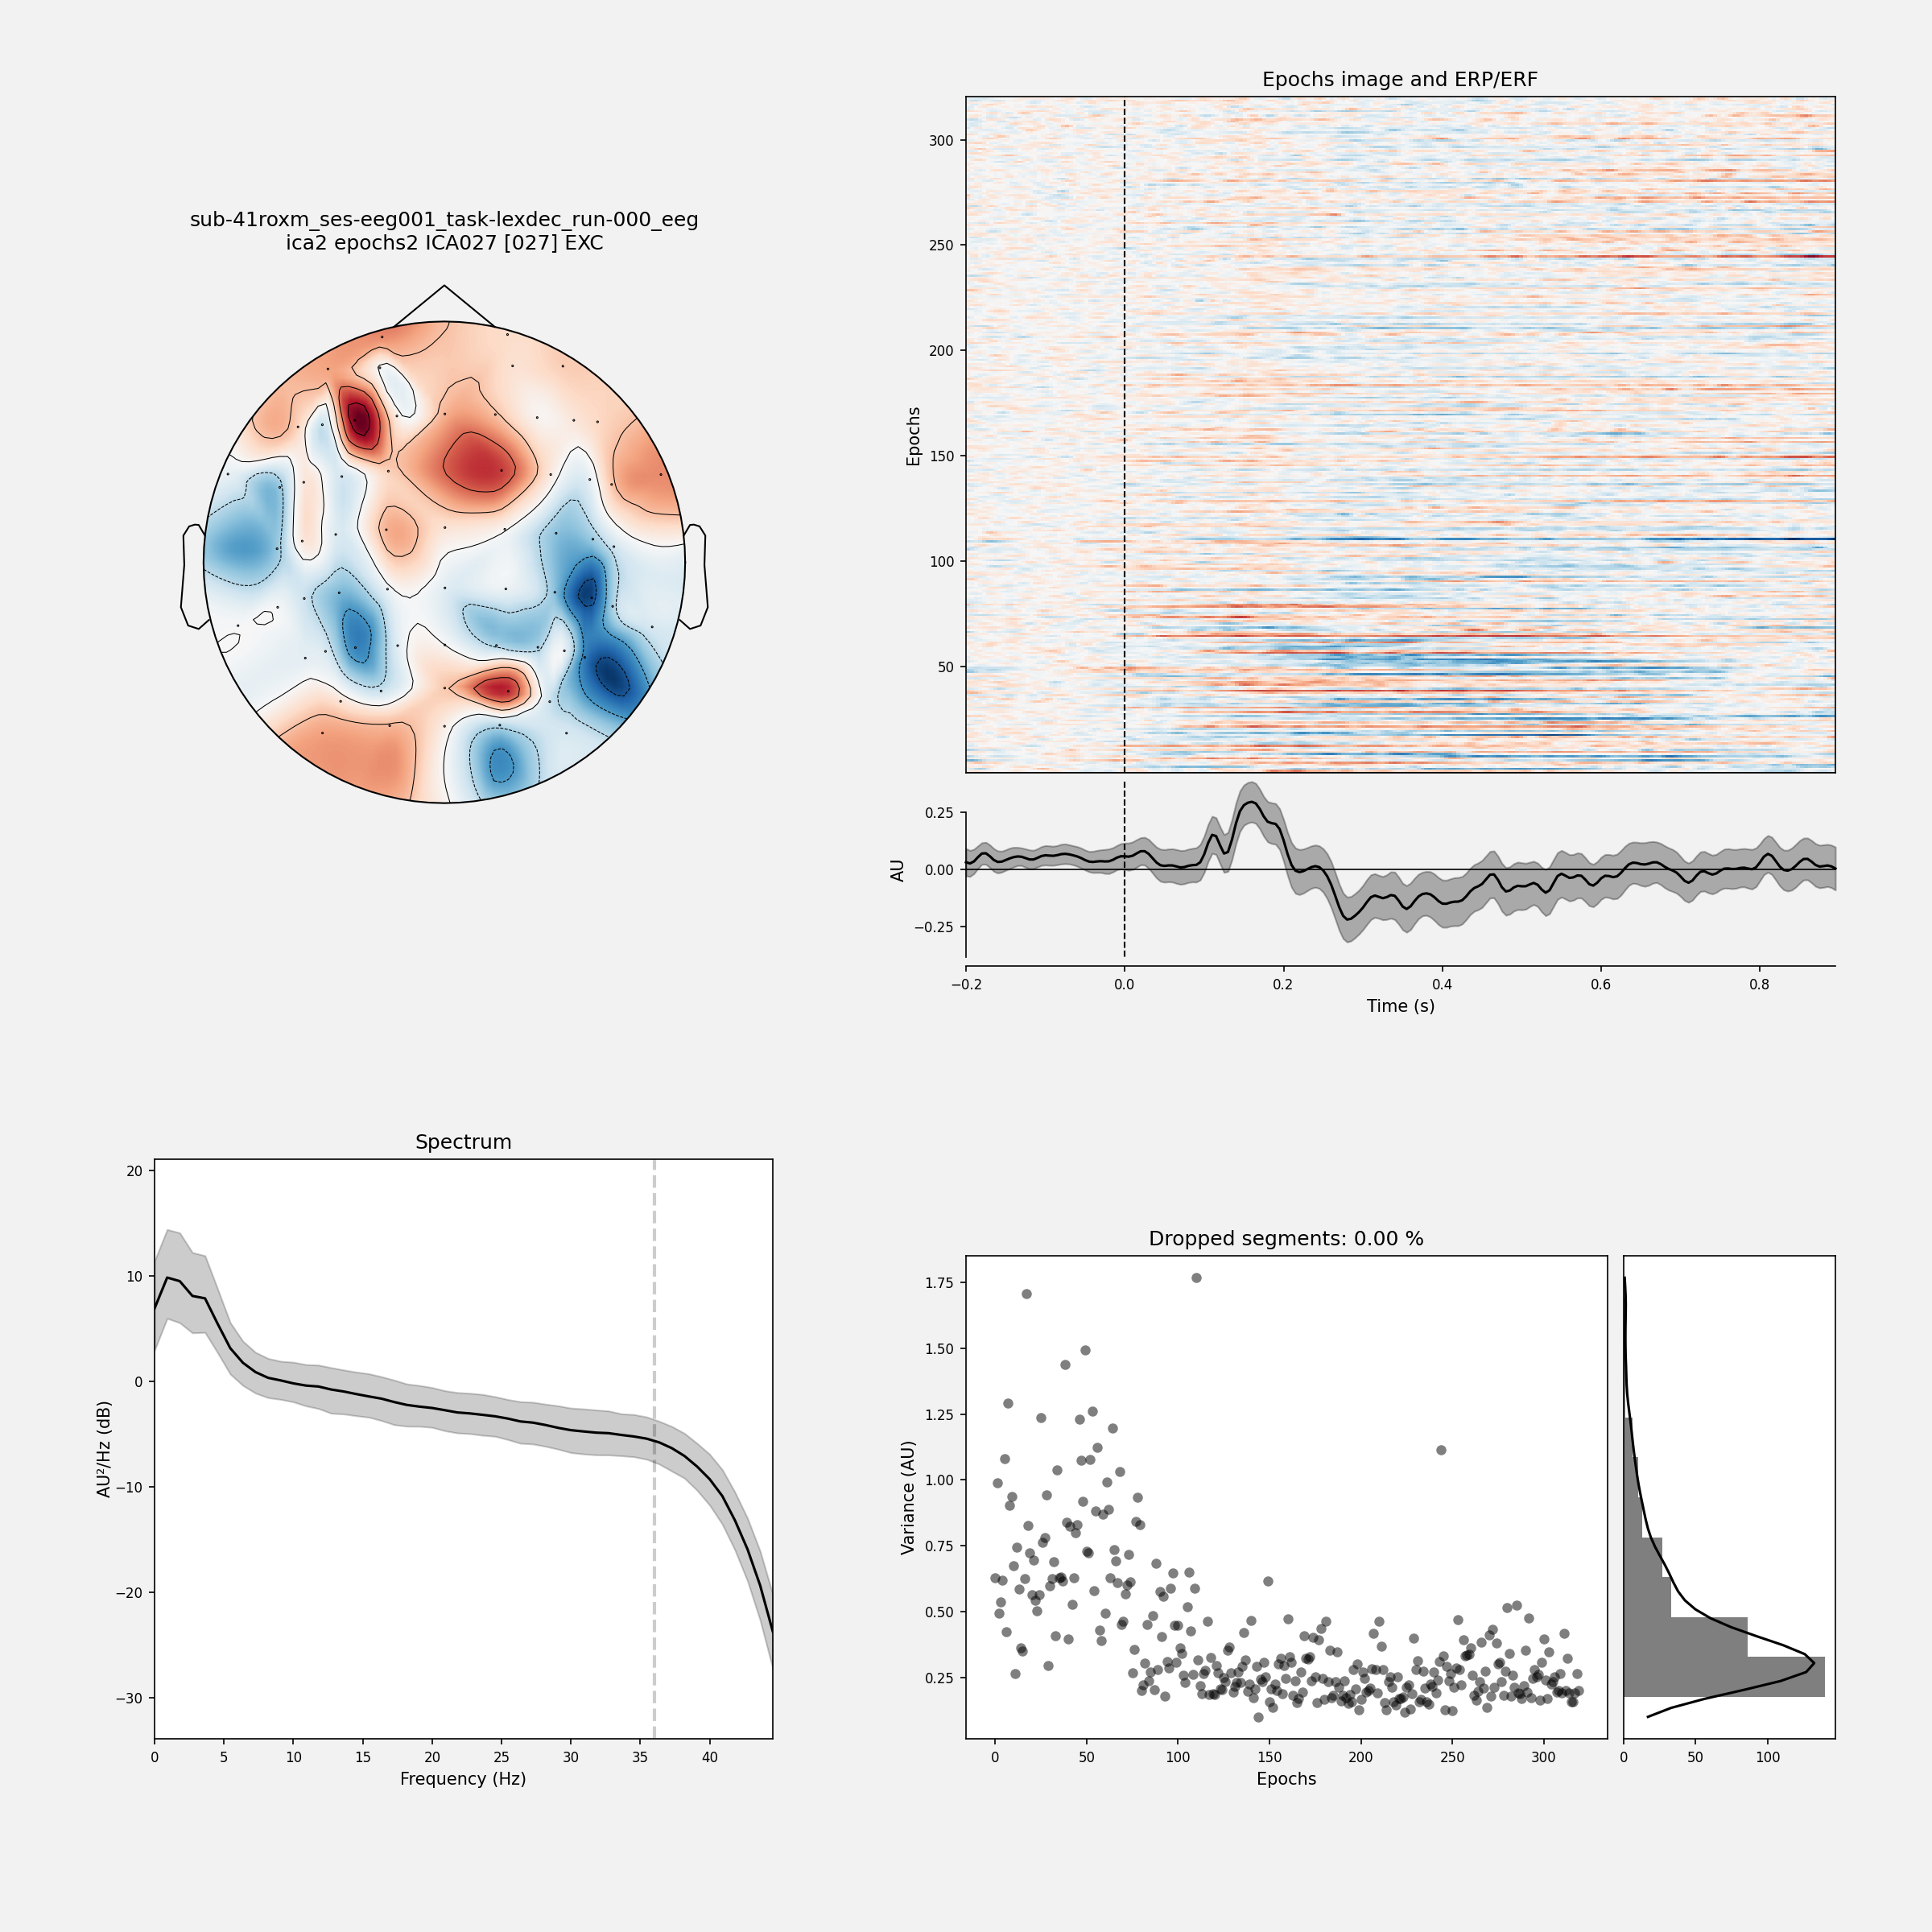 sub-41roxm_ses-eeg001_task-lexdec_run-000_eeg
ica2 epochs2 ICA027 [027] EXC
Epochs image and ERP/ERF
300
250
200
150
100
50
Epochs
0.25
0.00
−0.25
AU
−0.2 0.0 0.2 0.4 0.6 0.8
Time (s)
Spectrum
20
10
0
−10
−20
−30
AU²/Hz (dB)
0 5 10 15 20 25 30 35 40
Frequency (Hz)
Dropped segments: 0.00 %
1.75
1.50
1.25
1.00
0.75
0.50
0.25
Variance (AU)
0 50 100 150 200 250 300
Epochs
0 50 100